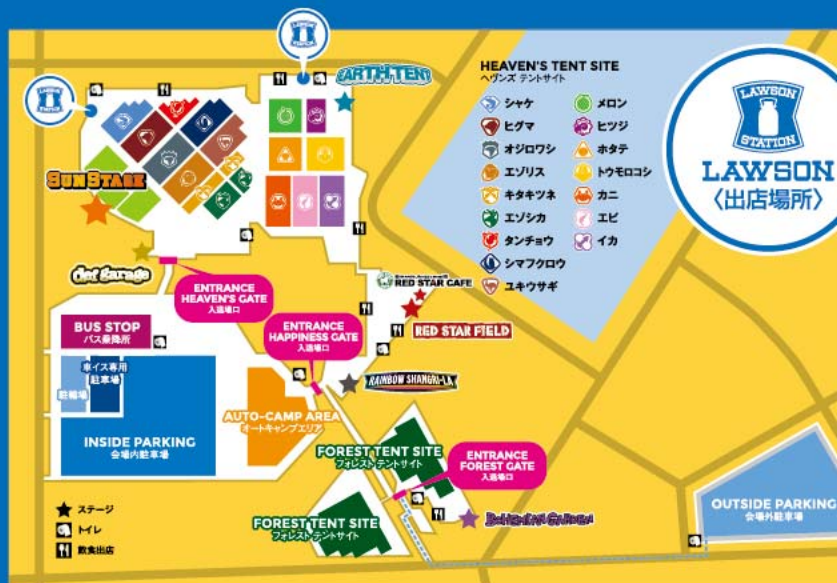 LAWSON
STATION
LAWSON
STATION
EARTH TENT
SUN STAGE
def garage
HEAVEN'S TENT SITE
ヘヴンズ テントサイト
シャケ
ヒグマ
オジロワシ
エゾリス
キタキツネ
エゾシカ
タンチョウ
シマフクロウ
ユキウサギ
メロン
ヒツジ
ホタテ
トウモロコシ
カニ
エビ
イカ
LAWSON
STATION
LAWSON
〈出店場所〉
ENTRANCE
HEAVEN'S GATE
入退場口
RED STAR CAFE
RED STAR FIELD
ENTRANCE
HAPPINESS GATE
入退場口
RAINBOW SHANGRI-LA
BUS STOP
バス乗降所
車イス専用
駐車場
駐輪場
INSIDE PARKING
会場内駐車場
AUTO-CAMP AREA
オートキャンプエリア
FOREST TENT SITE
フォレスト テントサイト
ENTRANCE
FOREST GATE
入退場口
FOREST TENT SITE
フォレスト テントサイト
BOHEMIAN GARDEN
OUTSIDE PARKING
会場外駐車場
ステージ
トイレ
飲食出店